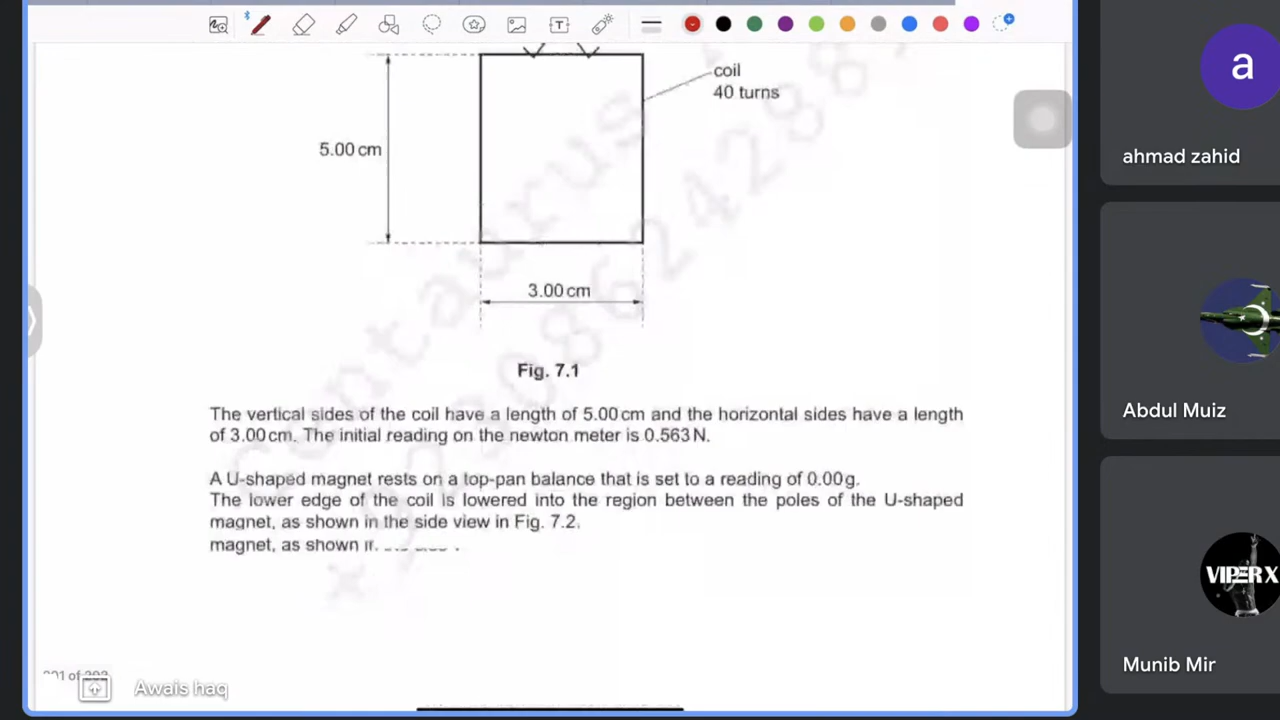 T
coil
40 turns
5.00 cm
3.00 cm
Fig. 7.1
The vertical sides of the coil have a length of 5.00 cm and the horizontal sides have a length
of 3.00 cm. The initial reading on the newton meter is 0.563 N.
A U-shaped magnet rests on a top-pan balance that is set to a reading of 0.00 g.
The lower edge of the coil is lowered into the region between the poles of the U-shaped
magnet, as shown in the side view in Fig. 7.2.
magnet, as shown
Awais haq
a
ahmad zahid
Abdul Muiz
VIPER X
Munib Mir